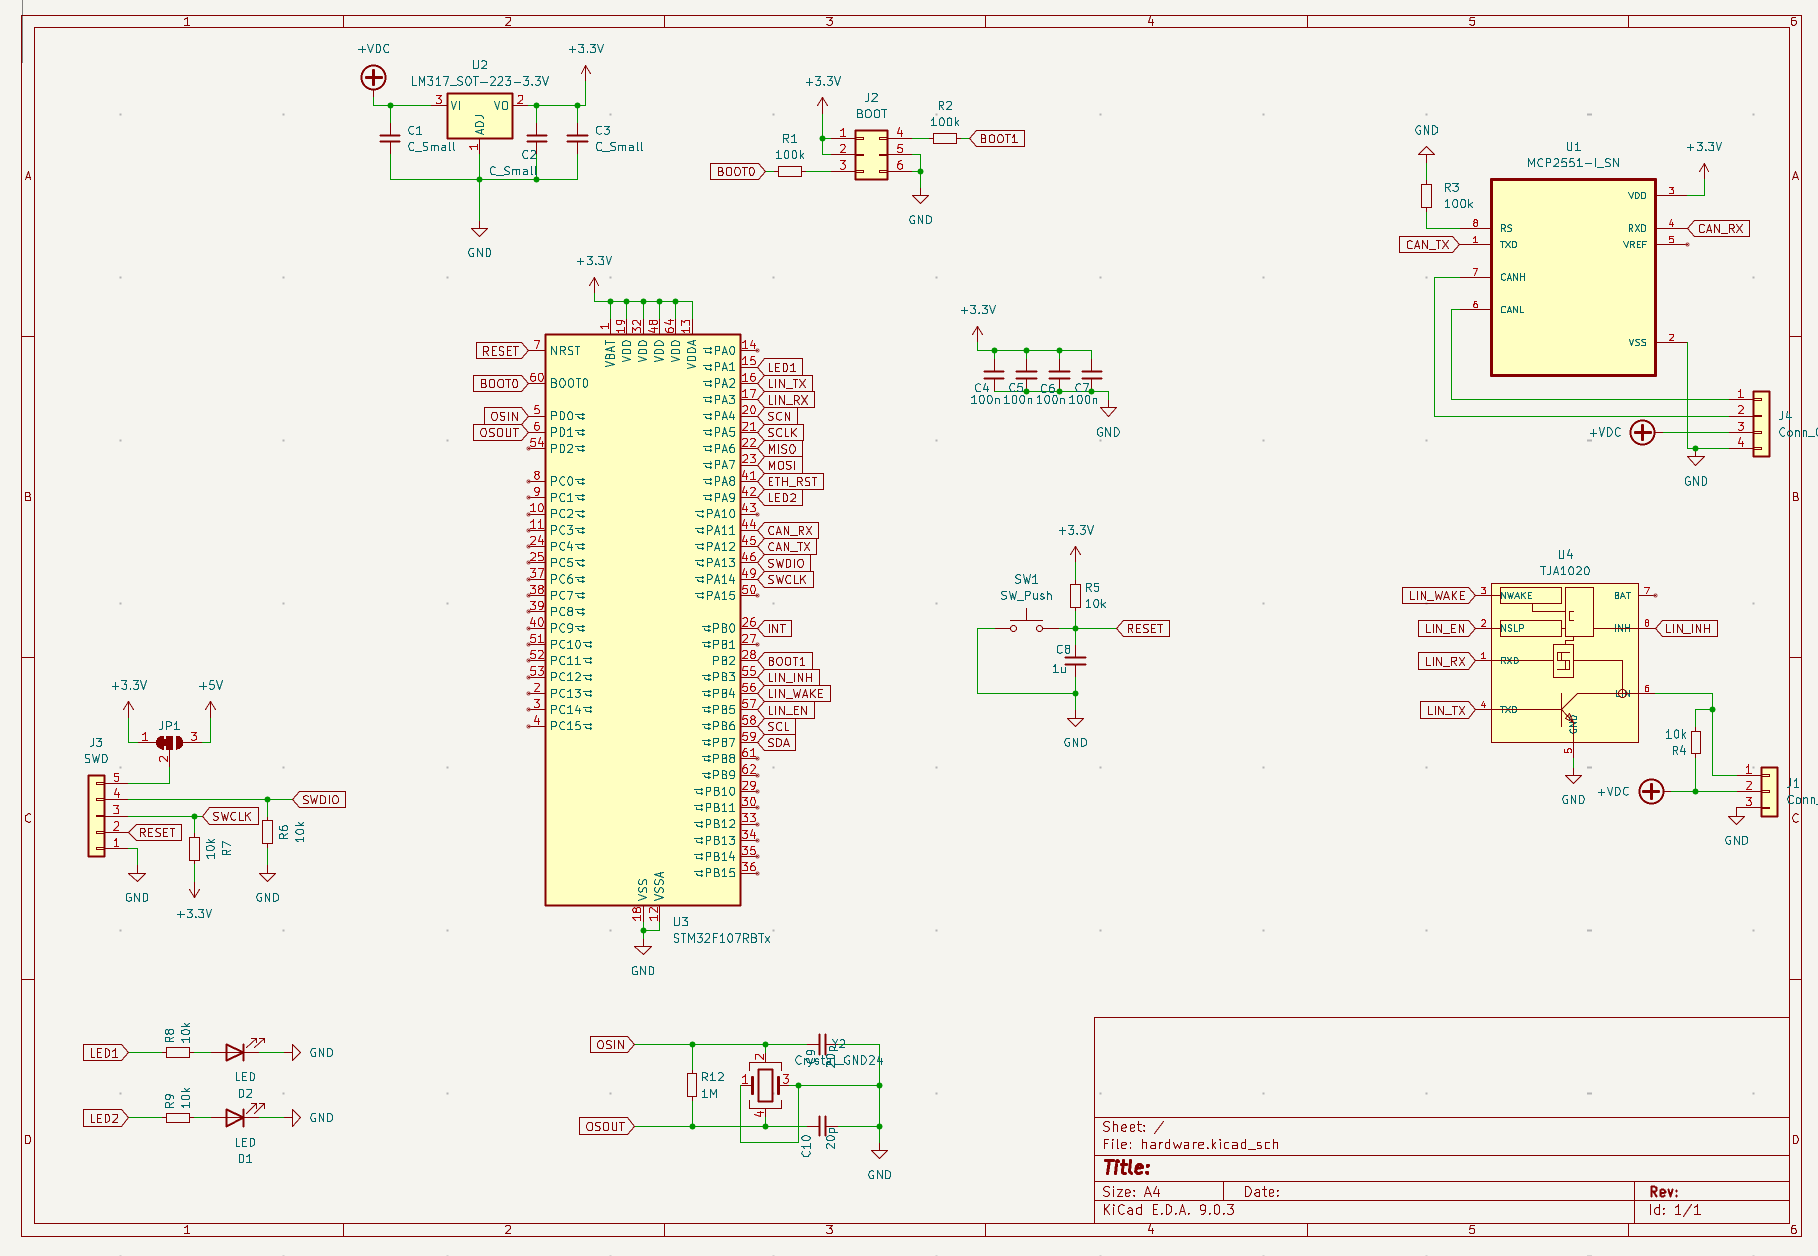 1 2 3 4 5 6
+VDC
+3.3V
U2
LM317_SOT-223-3.3V
3 VI VO 2
ADJ
1
C1
C_Small
C2
C_Small
C3
C_Small
GND
+3.3V
J2
BOOT
R1
100k
BOOT0
1 4
2 5
3 6
R2
100k
BOOT1
GND
GND
R3
100k
U1
MCP2551-I_SN
+3.3V
VDD 3
8 RS
RXD 4
CAN_RX
CAN_TX
1 TXD
VREF 5
7 CANH
6 CANL
VSS 2
1
2
3
4
J4
+VDC
GND
A
A
B
B
C
C
D
D
+3.3V
1 19 32 48 64 13
VBAT VDD VDD VDD VDD VDDA
RESET 7 NRST
BOOT0 60 BOOT0
OSIN 5 PD0
OSOUT 6 PD1
54 PD2
8 PC0
9 PC1
10 PC2
11 PC3
24 PC4
25 PC5
37 PC6
38 PC7
39 PC8
40 PC9
51 PC10
52 PC11
53 PC12
2 PC13
3 PC14
4 PC15
PA0 14
PA1 15 LED1
PA2 16 LIN_TX
PA3 17 LIN_RX
PA4 20 SCN
PA5 21 SCLK
PA6 22 MISO
PA7 23 MOSI
PA8 41 ETH_RST
PA9 42 LED2
PA10 43
PA11 44 CAN_RX
PA12 45 CAN_TX
PA13 46 SWDIO
PA14 49 SWCLK
PA15 50
PB0 26 INT
PB1 27
PB2 28 BOOT1
PB3 55 LIN_INH
PB4 56 LIN_WAKE
PB5 57 LIN_EN
PB6 58 SCL
PB7 59 SDA
PB8 61
PB9 62
PB10 29
PB11 30
PB12 33
PB13 34
PB14 35
PB15 36
VSS VSSA
18 12
U3
STM32F107RBTx
GND
+3.3V
C4 C5 C6 C7
100n 100n 100n 100n
GND
+3.3V
SW1
SW_Push
R5
10k
RESET
C8
1u
GND
U4
TJA1020
LIN_WAKE 3 NWAKE
BAT 7
LIN_EN 2 NSLP
INH 8 LIN_INH
LIN_RX 1 RXD
LIN 6
LIN_TX 4 TXD
GND
5
GND
10k
R4
+VDC
1
2
3
J1
GND
+3.3V
+5V
JP1
1 3
2
J3
SWD
5
4
3
2
1
SWDIO
SWCLK
RESET
R6
10k
R7
10k
GND
+3.3V
GND
LED1
R8
10k
LED
D2
GND
LED2
R9
10k
LED
D1
GND
OSIN
OSOUT
R12
1M
1 2 3 4
Y2
Crystal_GND24
C9
20p
C10
20p
GND
Sheet: /
File: hardware.kicad_sch
Title:
Size: A4
Date:
Rev:
KiCad E.D.A. 9.0.3
Id: 1/1
1 2 3 4 5 6